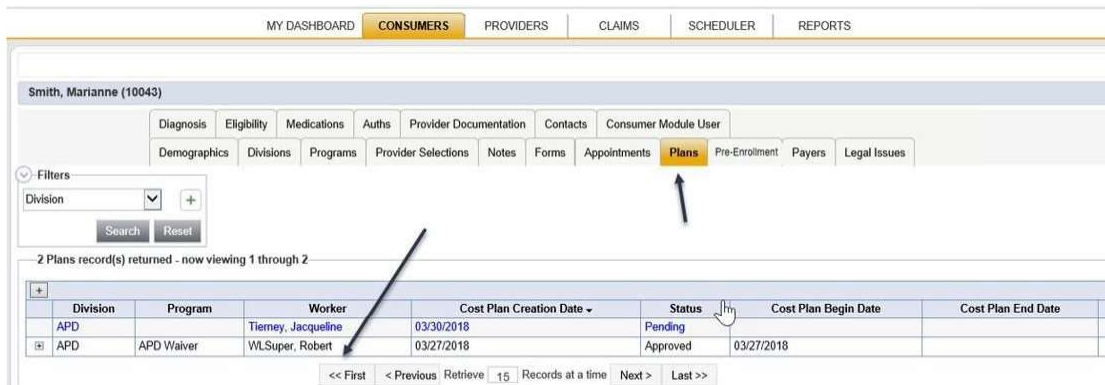 MY DASHBOARD CONSUMERS PROVIDERS CLAIMS SCHEDULER REPORTS
Smith, Marianne (10043)
Diagnosis Eligibility Medications Auths Provider Documentation Contacts Consumer Module User
Demographics Divisions Programs Provider Selections Notes Forms Appointments Plans Pre-Enrollment Payers Legal Issues
Filters
Division +
Search Reset
2 Plans record(s) returned - now viewing 1 through 2
+
Division Program Worker Cost Plan Creation Date Status Cost Plan Begin Date Cost Plan End Date
APD Tierney, Jacqueline 03/30/2018 Pending
+ APD APD Waiver WLSuper, Robert 03/27/2018 Approved 03/27/2018
<< First < Previous Retrieve 15 Records at a time Next > Last >>